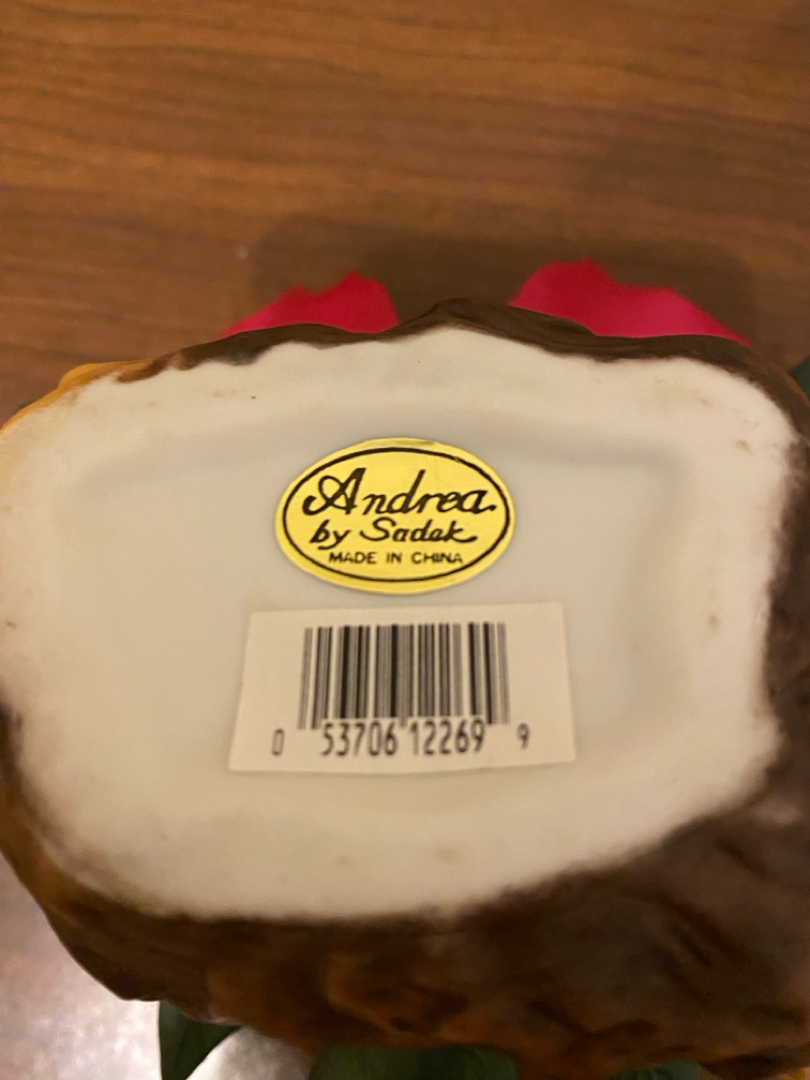 Andrea
by Sadek
MADE IN CHINA
0 53706 12269 9